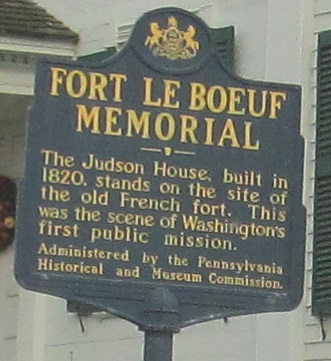 FORT LE BOEUF
MEMORIAL
The Judson House, built in
1820, stands on the site of
the old French fort. This
was the scene of Washington's
first public mission.
Administered by the Pennsylvania
Historical and Museum Commission.